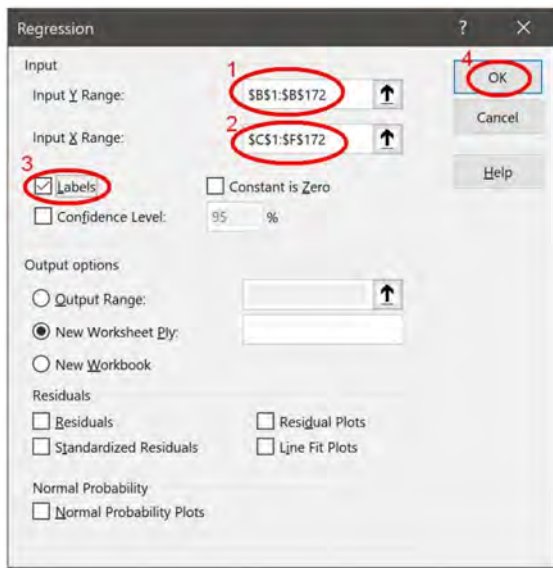 Regression ? ×
Input
1
Input Y Range: $B$1:$B$172
2
Input X Range: $C$1:$F$172
3
Labels
Constant is Zero
Confidence Level: 95 %
4
OK
Cancel
Help
Output options
Output Range:
New Worksheet Ply:
New Workbook
Residuals
Residuals
Residual Plots
Standardized Residuals
Line Fit Plots
Normal Probability
Normal Probability Plots